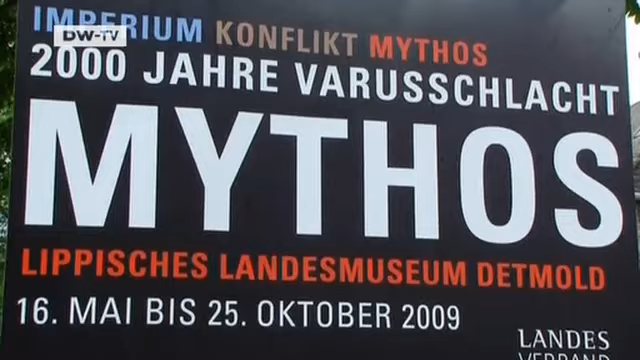 IMPERIUM KONFLIKT MYTHOS
DW-TV
2000 JAHRE VARUSSCHLACHT
MYTHOS
LIPPISCHES LANDESMUSEUM DETMOLD
16. MAI BIS 25. OKTOBER 2009
LANDES
VERBAND